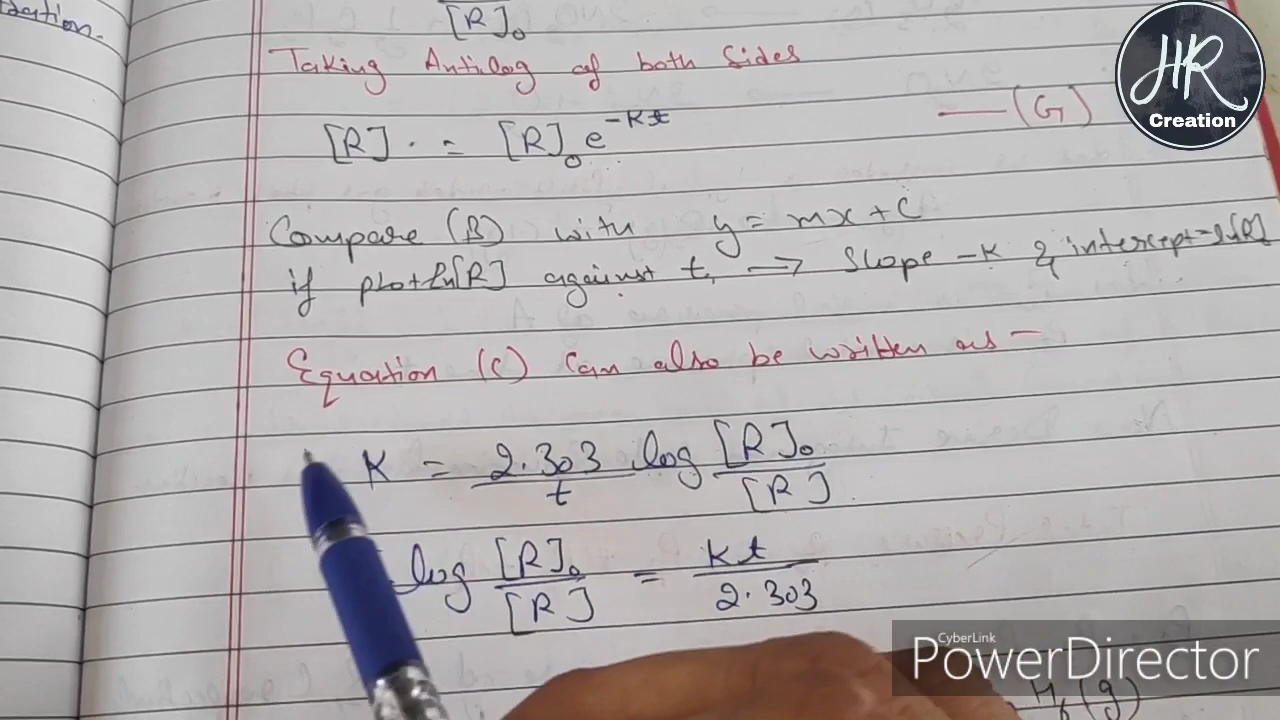 [R]₀
Taking Antilog of both Sides
[R] = [R]₀ e^-Kt —(G)
Compare (B) with y = mx + c
if plot ln[R] against t, → Slope -K & intercept = ln[R]
Equation (C) Can also be written as –
K = 2.303/t log [R]₀/[R]
log [R]₀/[R] = Kt/2.303
(g)
HR
Creation
CyberLink
PowerDirector